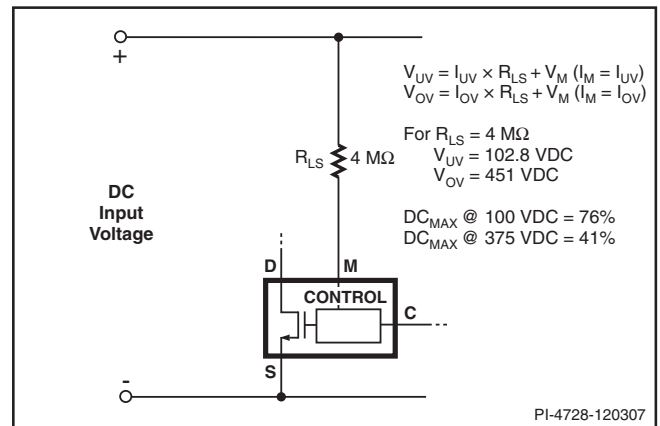 +
V_UV = I_UV × R_LS + V_M (I_M = I_UV)
V_OV = I_OV × R_LS + V_M (I_M = I_OV)
For R_LS = 4 MΩ
V_UV = 102.8 VDC
V_OV = 451 VDC
DC_MAX @ 100 VDC = 76%
DC_MAX @ 375 VDC = 41%
R_LS 4 MΩ
DC
Input
Voltage
D M
CONTROL
C
S
-
PI-4728-120307